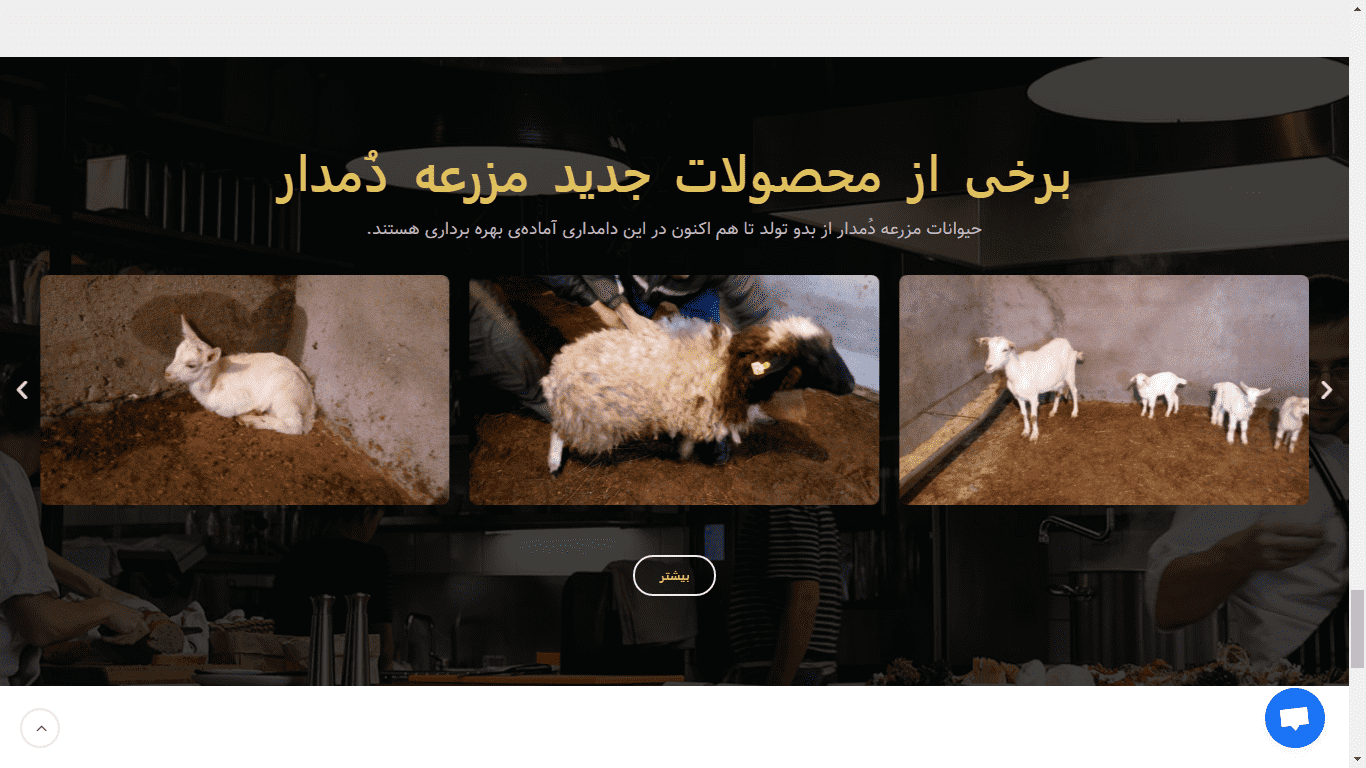 برخی از محصولات جدید مزرعه دُمدار
حیوانات مزرعه دُمدار از بدو تولد تا هم اکنون در این دامداری آماده‌ی بهره برداری هستند.
بیشتر